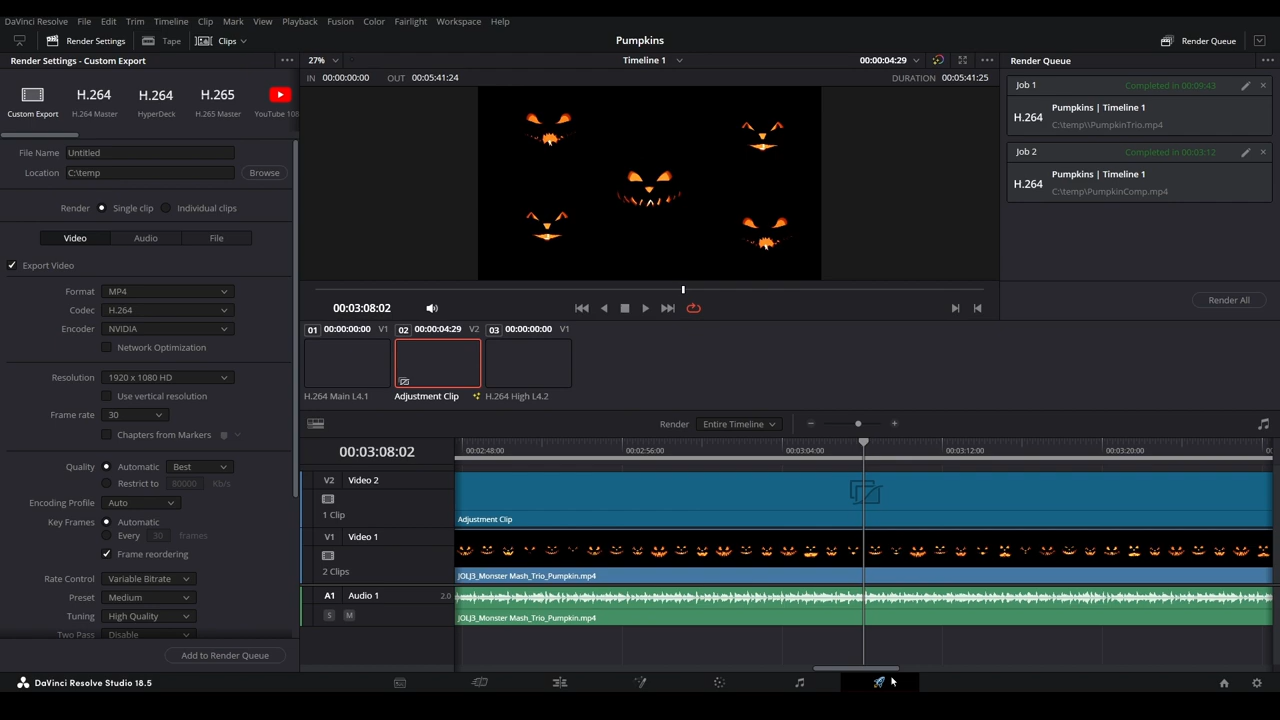 DaVinci Resolve File Edit Trim Timeline Clip Mark View Playback Fusion Color Fairlight Workspace Help
Render Settings Tape Clips Pumpkins Render Queue
Render Settings - Custom Export 27% Timeline 1 00:00:04:29 Render Queue
IN 00:00:00:00 OUT 00:05:41:24 DURATION 00:05:41:25
H.264 H.264 H.265
Custom Export H.264 Master HyperDeck H.265 Master YouTube 108
File Name Untitled
Location C:\temp Browse
Render Single clip Individual clips
Video Audio File
Export Video
Format MP4
Codec H.264
Encoder NVIDIA
Network Optimization
Resolution 1920 x 1080 HD
Use vertical resolution
Frame rate 30
Chapters from Markers
Quality Automatic Best
Restrict to 80000 Kb/s
Encoding Profile Auto
Key Frames Automatic
Every 30 frames
Frame reordering
Rate Control Variable Bitrate
Preset Medium
Tuning High Quality
Two Pass Disable
Add to Render Queue
00:03:08:02
01 00:00:00:00 V1 02 00:00:04:29 V2 03 00:00:00:00 V1
H.264 Main L4.1 Adjustment Clip H.264 High L4.2
Render Entire Timeline
00:03:08:02 00:02:48:00 00:02:56:00 00:03:04:00 00:03:12:00 00:03:20:00
V2 Video 2
1 Clip
Adjustment Clip
V1 Video 1
2 Clips
JOLJ3_Monster Mash_Trio_Pumpkin.mp4
A1 Audio 1 2.0
S M
JOLJ3_Monster Mash_Trio_Pumpkin.mp4
Job 1 Completed in 00:09:43
H.264 Pumpkins | Timeline 1
C:\temp\\PumpkinTrio.mp4
Job 2 Completed in 00:03:12
H.264 Pumpkins | Timeline 1
C:\temp\PumpkinComp.mp4
Render All
DaVinci Resolve Studio 18.5